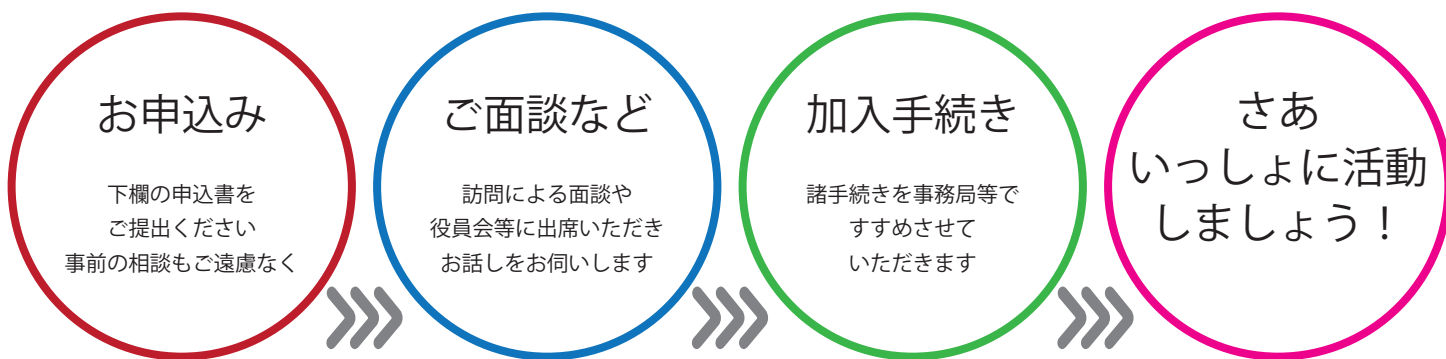 お申込み
下欄の申込書を
ご提出ください
事前の相談もご遠慮なく
ご面談など
訪問による面談や
役員会等に出席いただき
お話しをお伺いします
加入手続き
諸手続きを事務局等で
すすめさせて
いただきます
さあ
いっしょに活動
しましょう！